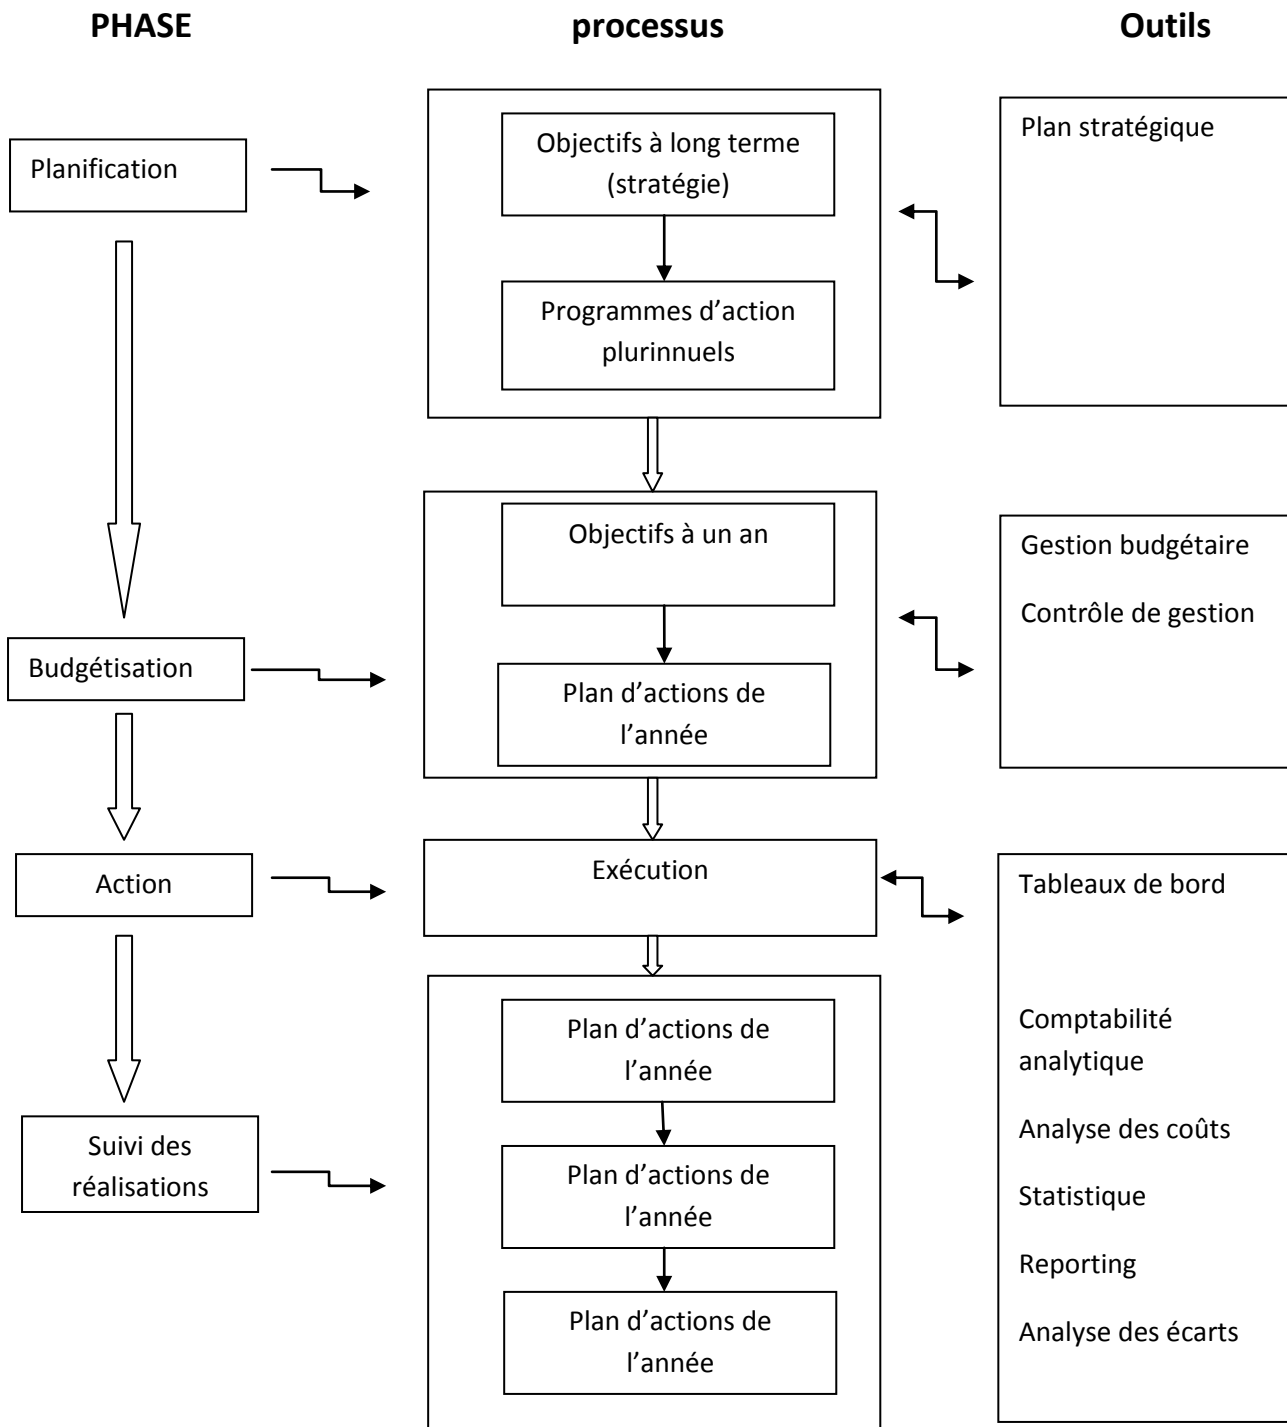 PHASE
processus
Outils
Planification
Objectifs à long terme
(stratégie)
Programmes d'action
plurinnuels
Plan stratégique
Budgétisation
Objectifs à un an
Plan d'actions de
l'année
Gestion budgétaire
Contrôle de gestion
Action
Exécution
Tableaux de bord
Comptabilité
analytique
Analyse des coûts
Statistique
Reporting
Analyse des écarts
Suivi des
réalisations
Plan d'actions de
l'année
Plan d'actions de
l'année
Plan d'actions de
l'année